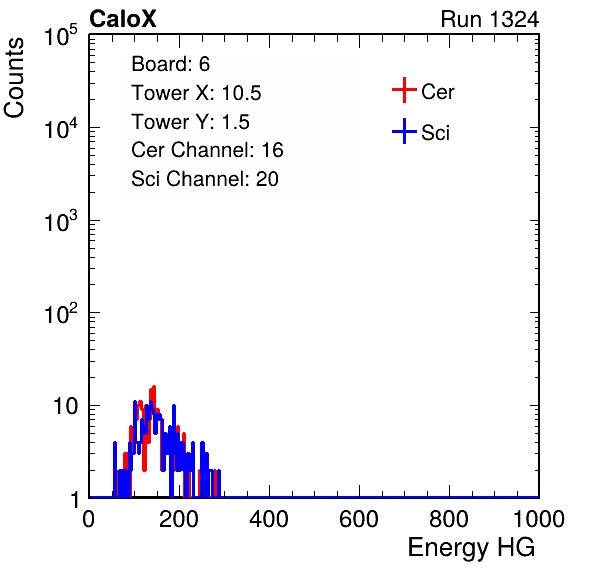 CaloX Run 1324
Board: 6
Tower X: 10.5
Tower Y: 1.5
Cer Channel: 16
Sci Channel: 20
Cer
Sci
Counts
10^5
10^4
10^3
10^2
10
1
0 200 400 600 800 1000
Energy HG